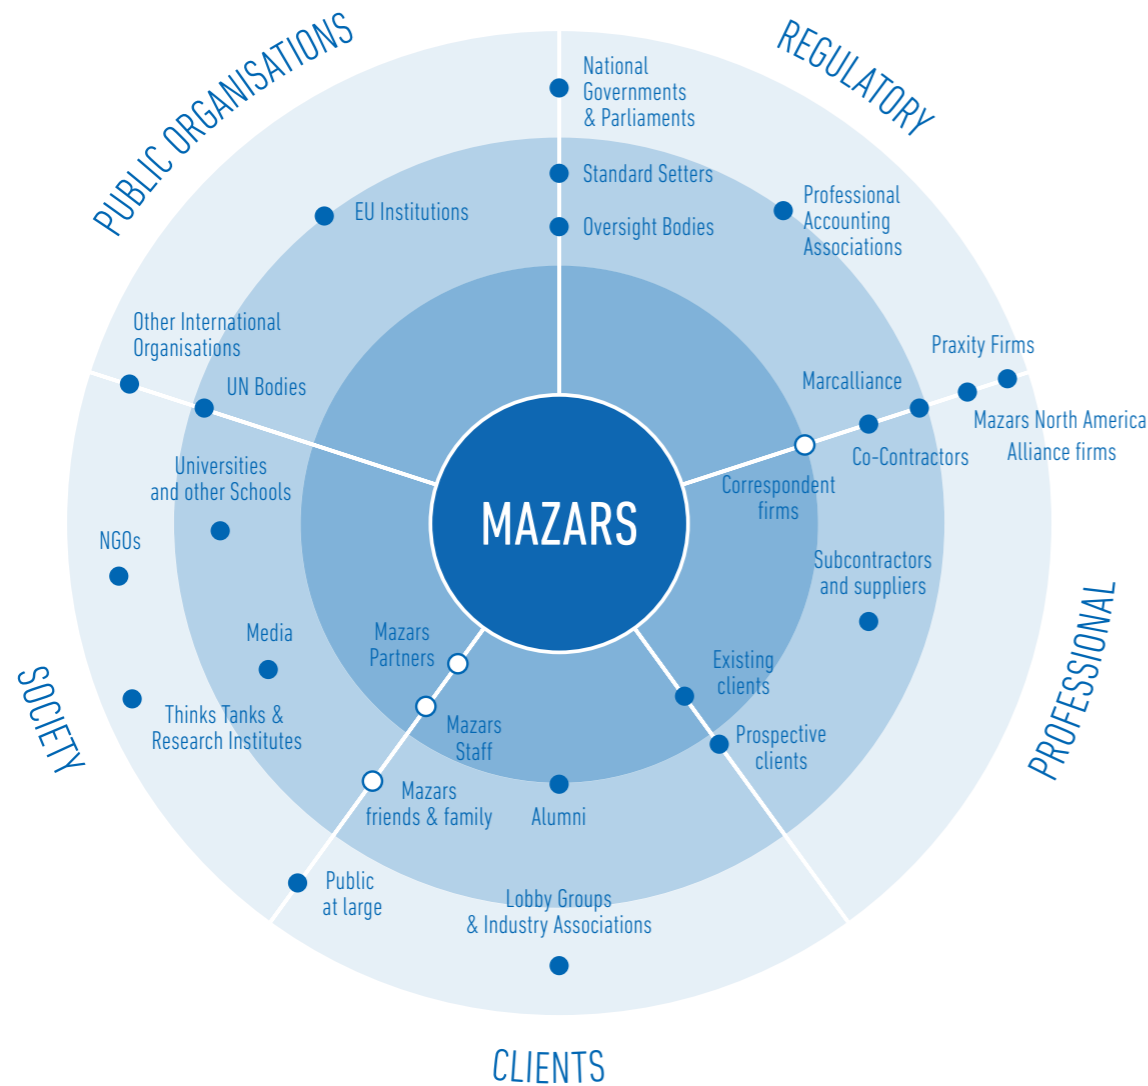 PUBLIC ORGANISATIONS
REGULATORY
National
Governments
& Parliaments
Standard Setters
Oversight Bodies
EU Institutions
Professional
Accounting
Associations
Other International
Organisations
UN Bodies
Praxity Firms
Marcalliance
Mazars North America
Alliance firms
Co-Contractors
Correspondent
firms
Universities
and other Schools
MAZARS
NGOs
Subcontractors
and suppliers
Media
Mazars
Partners
Existing
clients
Thinks Tanks &
Research Institutes
Mazars
Staff
Prospective
clients
SOCIETY
PROFESSIONAL
Mazars
friends & family
Alumni
Public
at large
Lobby Groups
& Industry Associations
CLIENTS